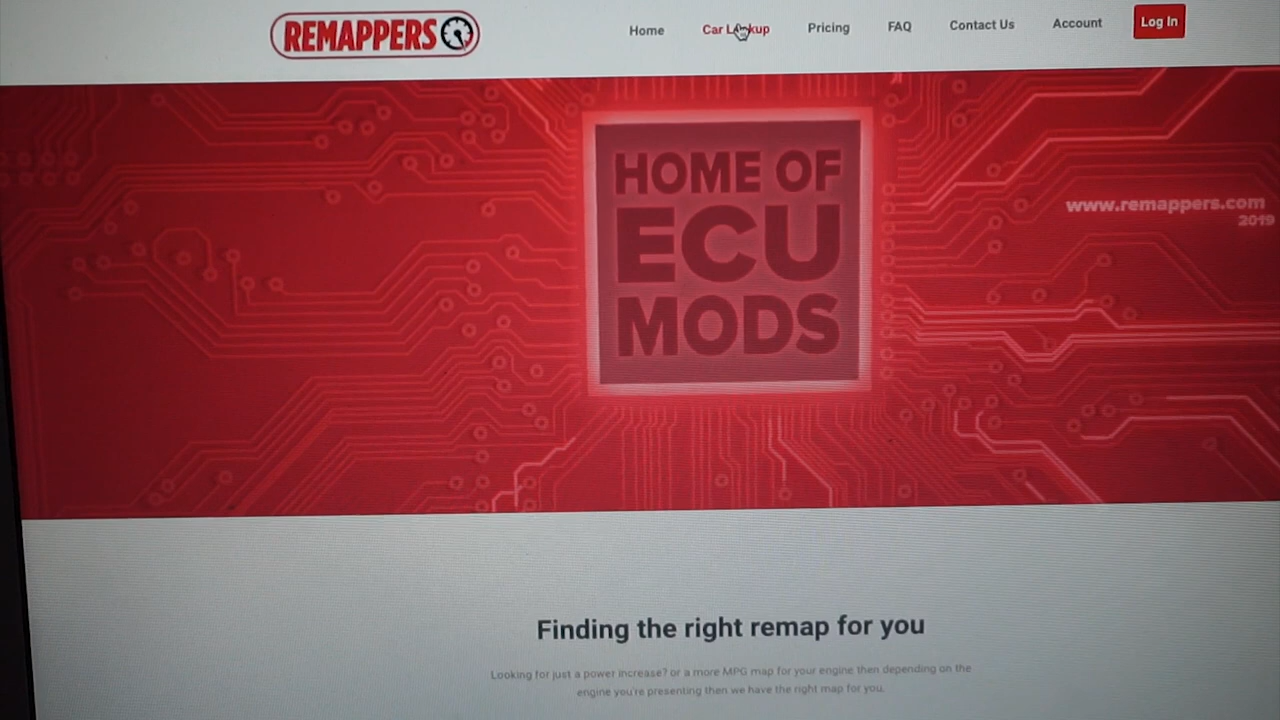 REMAPPERS
Home
Car Lookup
Pricing
FAQ
Contact Us
Account
Log In
HOME OF
ECU
MODS
www.remappers.com
2019
Finding the right remap for you
Looking for just a power increase? or a more MPG map for your engine then depending on the
engine you're presenting then we have the right map for you.